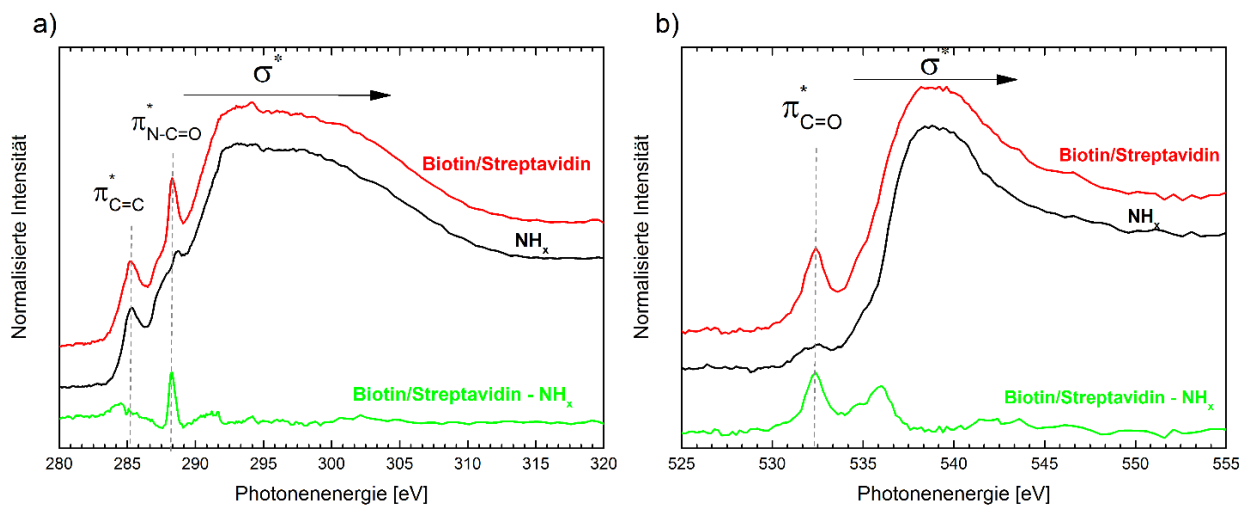 a)
σ*
π*N-C=O
π*C=C
Biotin/Streptavidin
NHx
Biotin/Streptavidin - NHx
Normalisierte Intensität
280 285 290 295 300 305 310 315 320
Photonenenergie [eV]
b)
σ*
π*C=O
Biotin/Streptavidin
NHx
Biotin/Streptavidin - NHx
Normalisierte Intensität
525 530 535 540 545 550 555
Photonenenergie [eV]